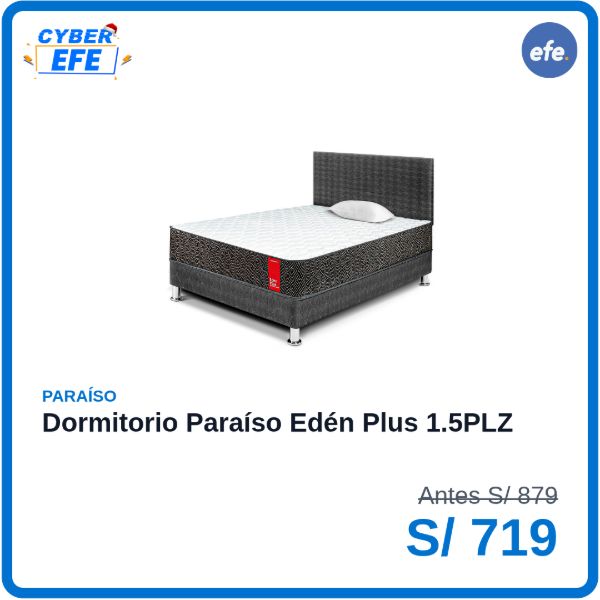 CYBER
EFE
efe.
PARAÍSO
Dormitorio Paraíso Edén Plus 1.5PLZ
Antes S/ 879
S/ 719